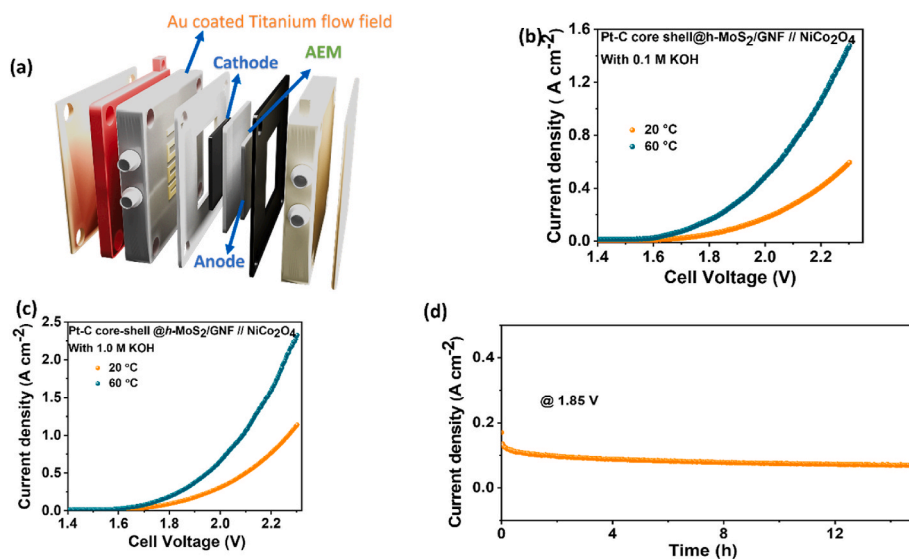 (a)
Au coated Titanium flow field
Cathode
AEM
Anode
(b)
Pt-C core shell@h-MoS2/GNF // NiCo2O4
With 0.1 M KOH
20 °C
60 °C
Current density ( A cm-2)
1.6
1.2
0.8
0.4
0.0
1.4 1.6 1.8 2.0 2.2
Cell Voltage (V)
(c)
Pt-C core-shell @h-MoS2/GNF // NiCo2O4
With 1.0 M KOH
20 °C
60 °C
Current density (A cm-2)
2.5
2.0
1.5
1.0
0.5
0.0
1.4 1.6 1.8 2.0 2.2
Cell Voltage (V)
(d)
@ 1.85 V
Current density (A cm-2)
0.4
0.2
0.0
0 4 8 12
Time (h)